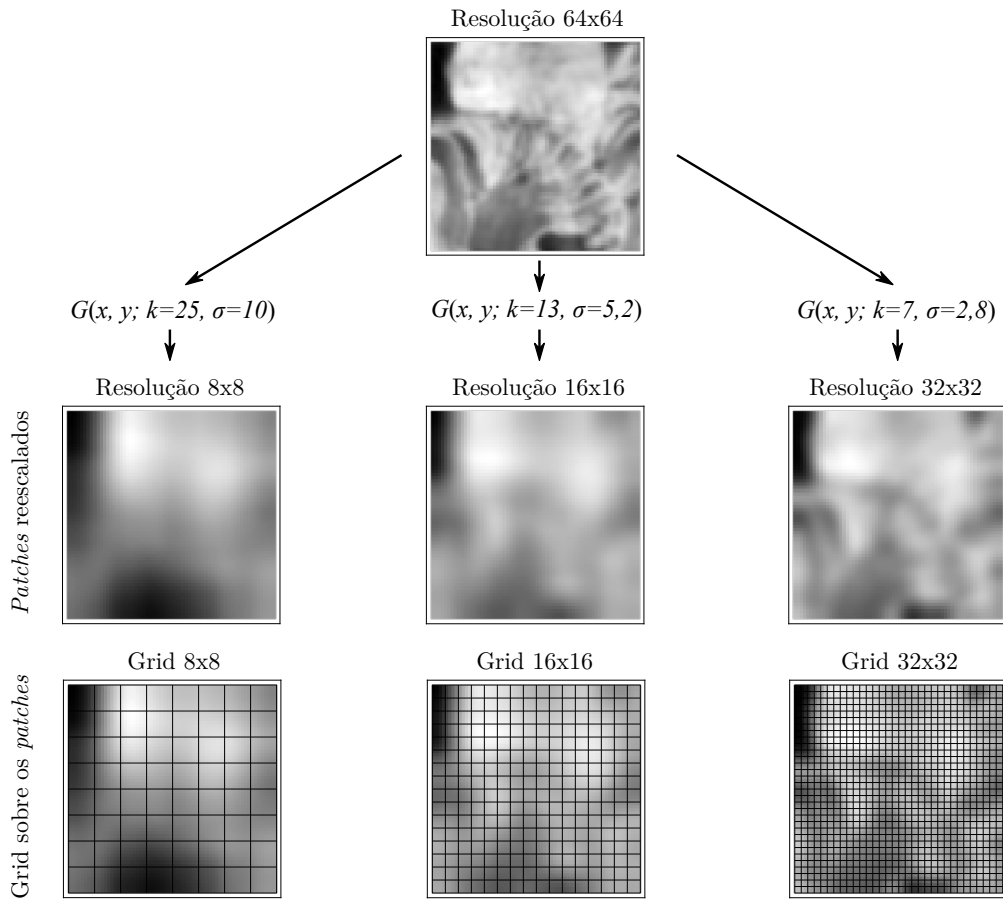 Resolução 64x64
G(x, y; k=25, σ=10)
G(x, y; k=13, σ=5,2)
G(x, y; k=7, σ=2,8)
Resolução 8x8
Resolução 16x16
Resolução 32x32
Patches reescalados
Grid 8x8
Grid 16x16
Grid 32x32
Grid sobre os patches